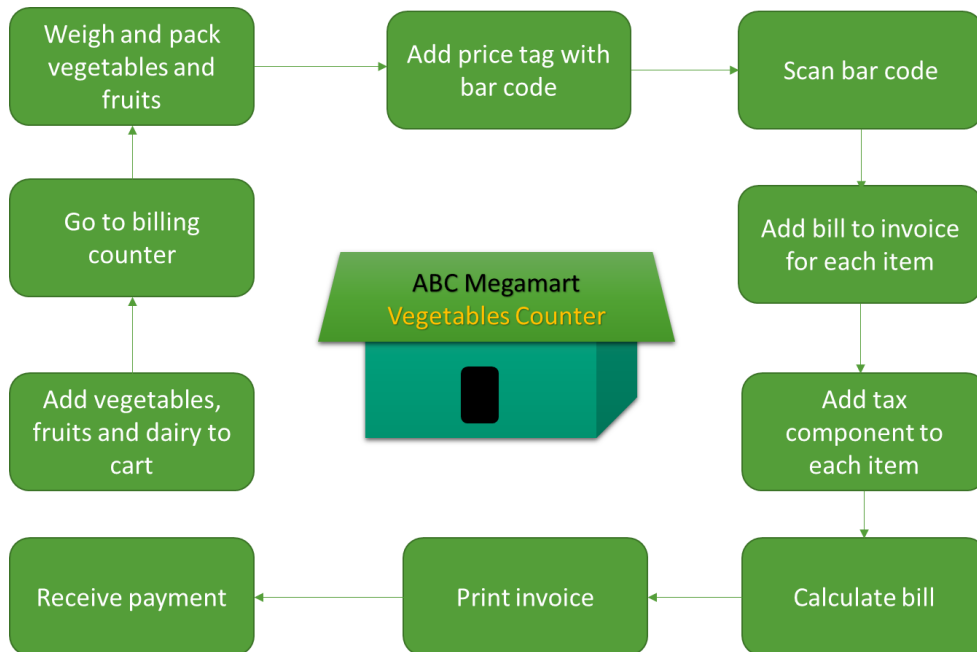 Weigh and pack
vegetables and
fruits
Add price tag with
bar code
Scan bar code
Go to billing
counter
Add bill to invoice
for each item
ABC Megamart
Vegetables Counter
Add vegetables,
fruits and dairy to
cart
Add tax
component to
each item
Receive payment
Print invoice
Calculate bill